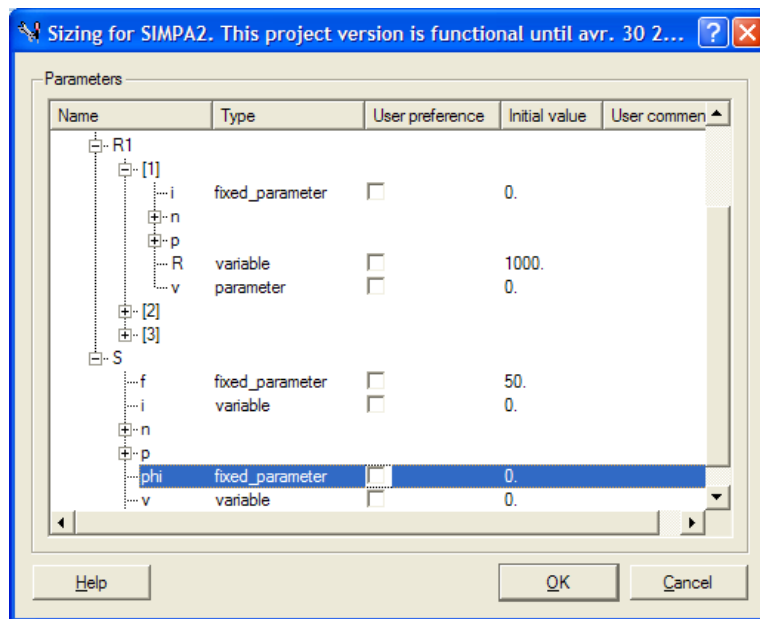 Sizing for SIMPA2. This project version is functional until avr. 30 2...
Parameters
Name Type User preference Initial value User commen
R1
[1]
i fixed_parameter 0.
n
p
R variable 1000.
v parameter 0.
[2]
[3]
S
f fixed_parameter 50.
i variable 0.
n
p
phi fixed_parameter 0.
v variable 0.
Help OK Cancel